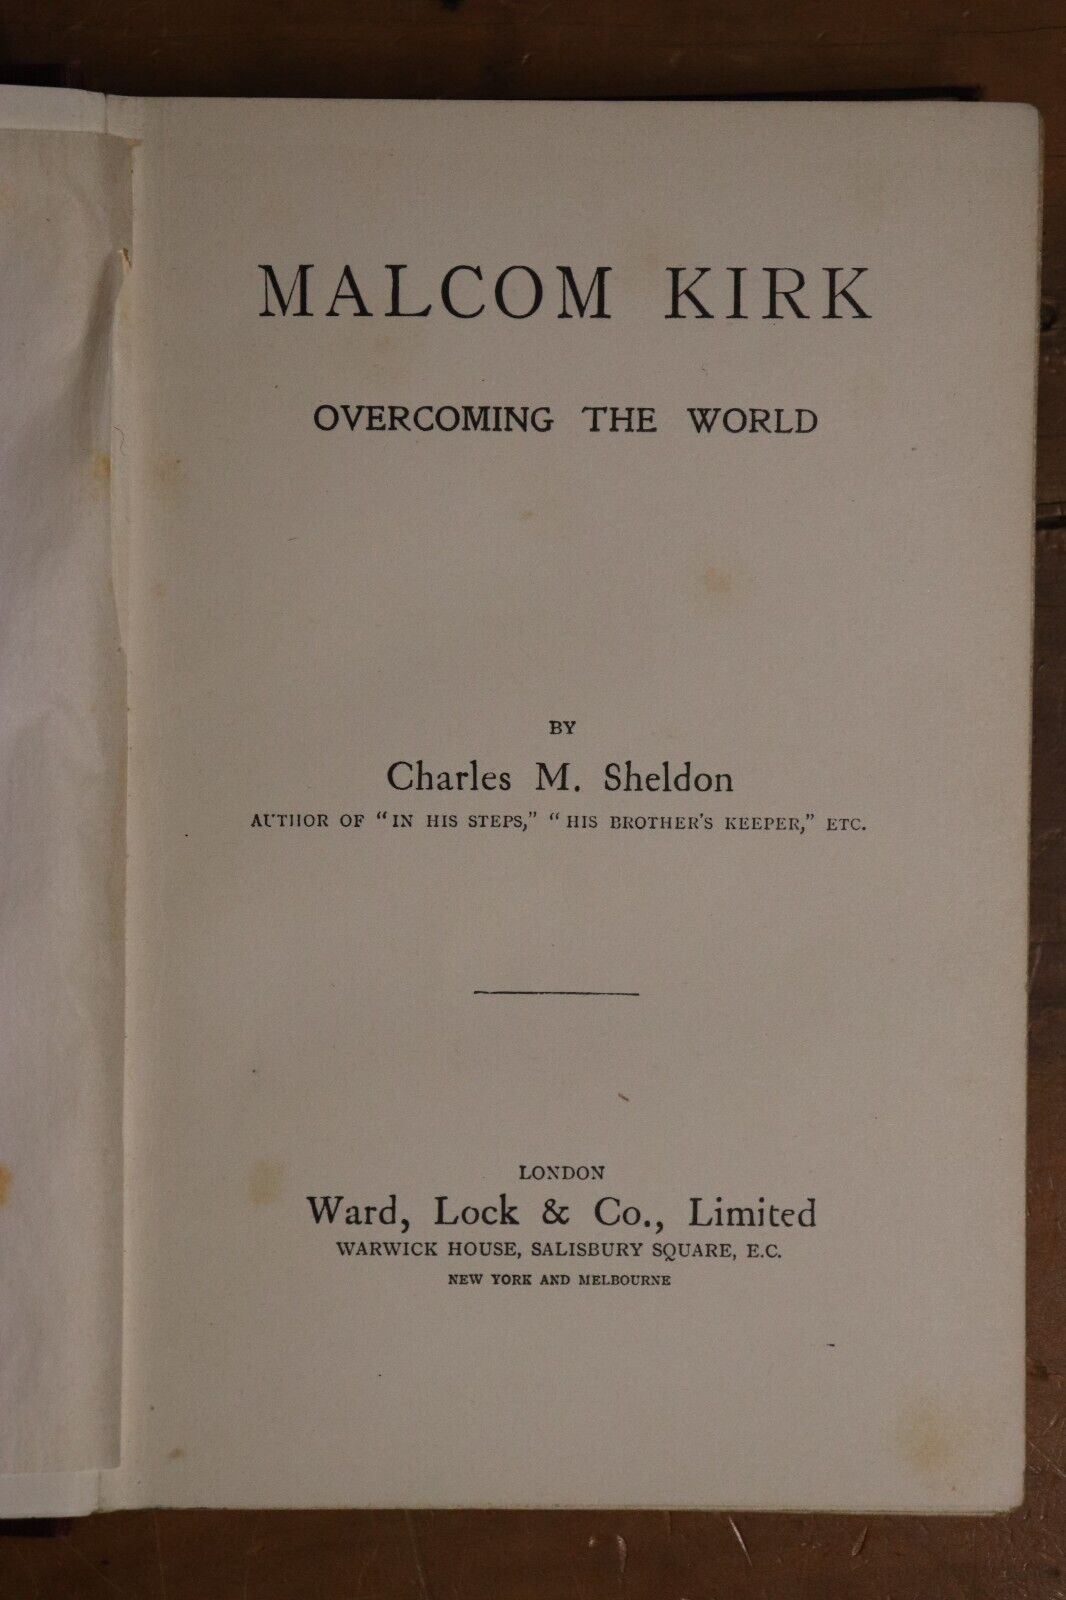 MALCOM KIRK
OVERCOMING THE WORLD
BY
Charles M. Sheldon
AUTHOR OF “IN HIS STEPS,” “HIS BROTHER'S KEEPER,” ETC.
LONDON
Ward, Lock & Co., Limited
WARWICK HOUSE, SALISBURY SQUARE, E.C.
NEW YORK AND MELBOURNE